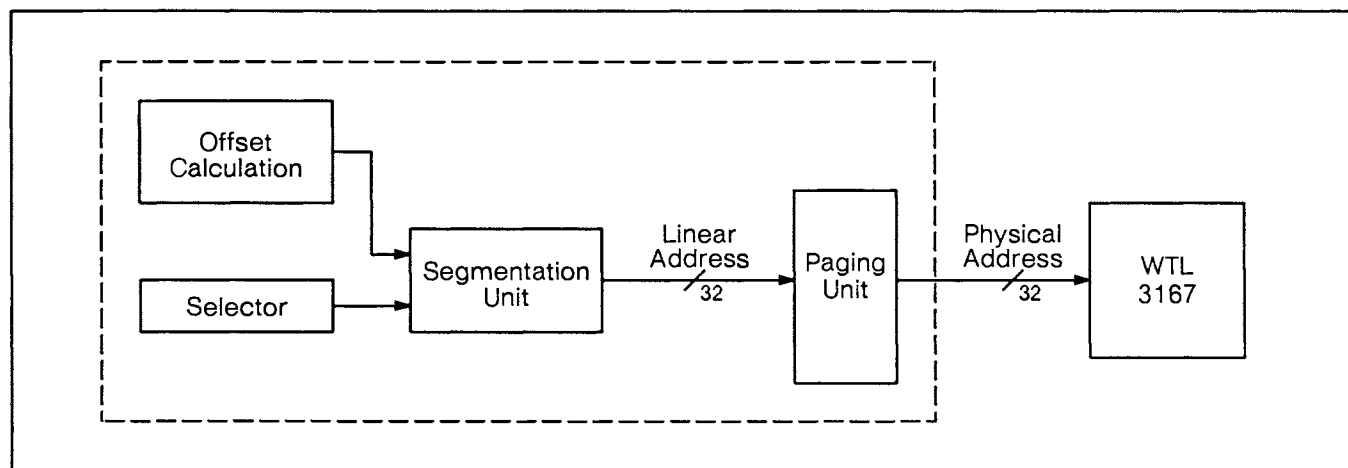 Offset
Calculation
Selector
Segmentation
Unit
Linear
Address
32
Paging
Unit
Physical
Address
32
WTL
3167